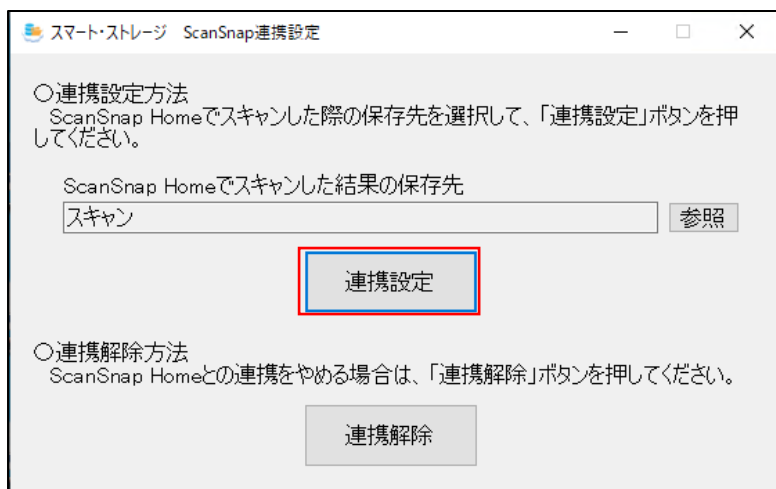 スマート・ストレージ　ScanSnap連携設定
○連携設定方法
ScanSnap Homeでスキャンした際の保存先を選択して、「連携設定」ボタンを押
してください。
ScanSnap Homeでスキャンした結果の保存先
スキャン
参照
連携設定
○連携解除方法
ScanSnap Homeとの連携をやめる場合は、「連携解除」ボタンを押してください。
連携解除